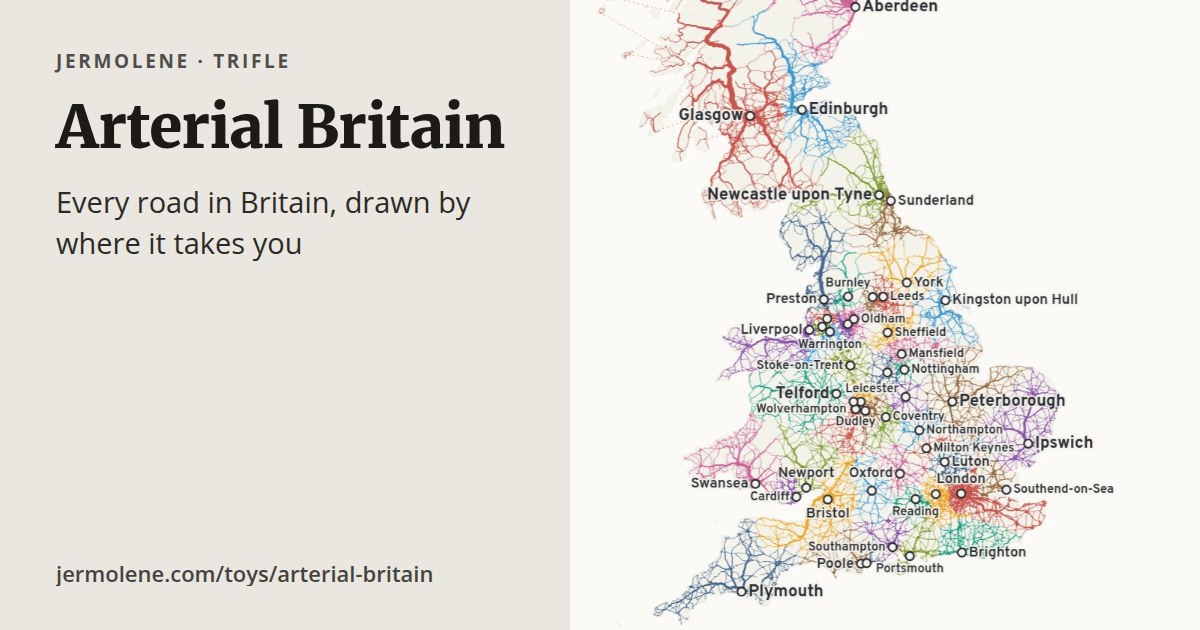 JERMOLENE · TRIFLE
Arterial Britain
Every road in Britain, drawn by
where it takes you
jermolene.com/toys/arterial-britain
Aberdeen
Glasgow
Edinburgh
Newcastle upon Tyne
Sunderland
Burnley
York
Preston
Leeds
Kingston upon Hull
Oldham
Liverpool
Sheffield
Warrington
Mansfield
Stoke-on-Trent
Nottingham
Leicester
Telford
Peterborough
Wolverhampton
Coventry
Dudley
Northampton
Ipswich
Milton Keynes
Luton
Newport
Oxford
London
Swansea
Southend-on-Sea
Cardiff
Bristol
Reading
Southampton
Brighton
Poole
Portsmouth
Plymouth